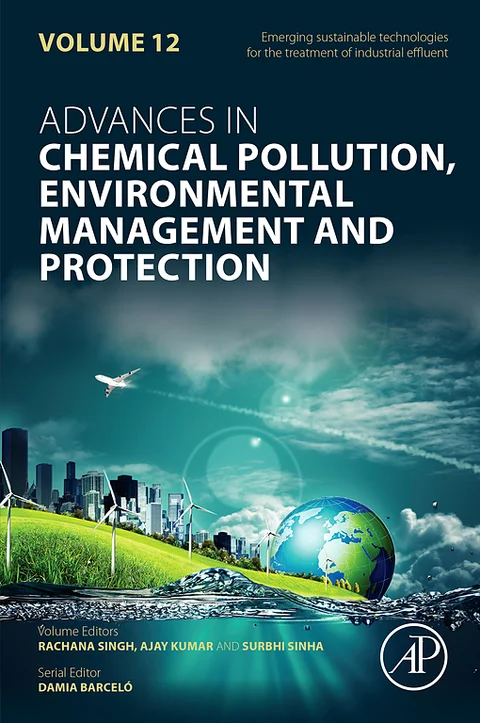 VOLUME 12
Emerging sustainable technologies
for the treatment of industrial effluent
ADVANCES IN
CHEMICAL POLLUTION,
ENVIRONMENTAL
MANAGEMENT AND
PROTECTION
Volume Editors
RACHANA SINGH, AJAY KUMAR AND SURBHI SINHA
Serial Editor
DAMIA BARCELÓ
AP